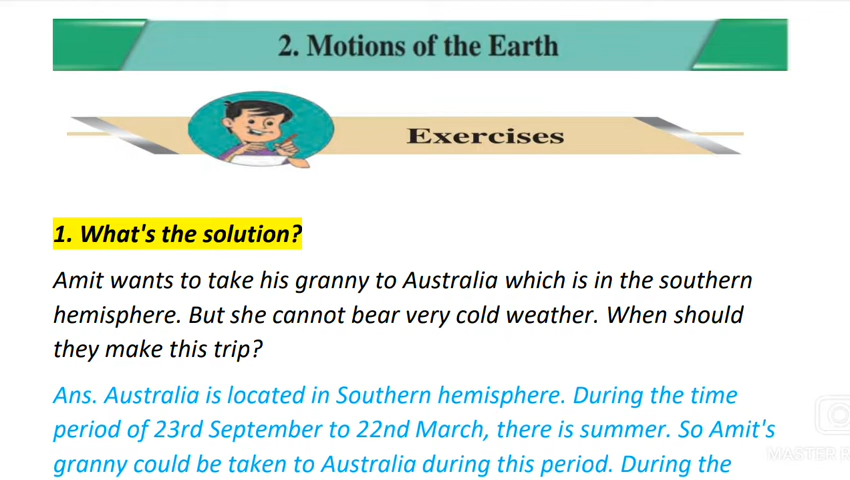 2. Motions of the Earth
Exercises
1. What's the solution?
Amit wants to take his granny to Australia which is in the southern
hemisphere. But she cannot bear very cold weather. When should
they make this trip?
Ans. Australia is located in Southern hemisphere. During the time
period of 23rd September to 22nd March, there is summer. So Amit's
granny could be taken to Australia during this period. During the
MASTER